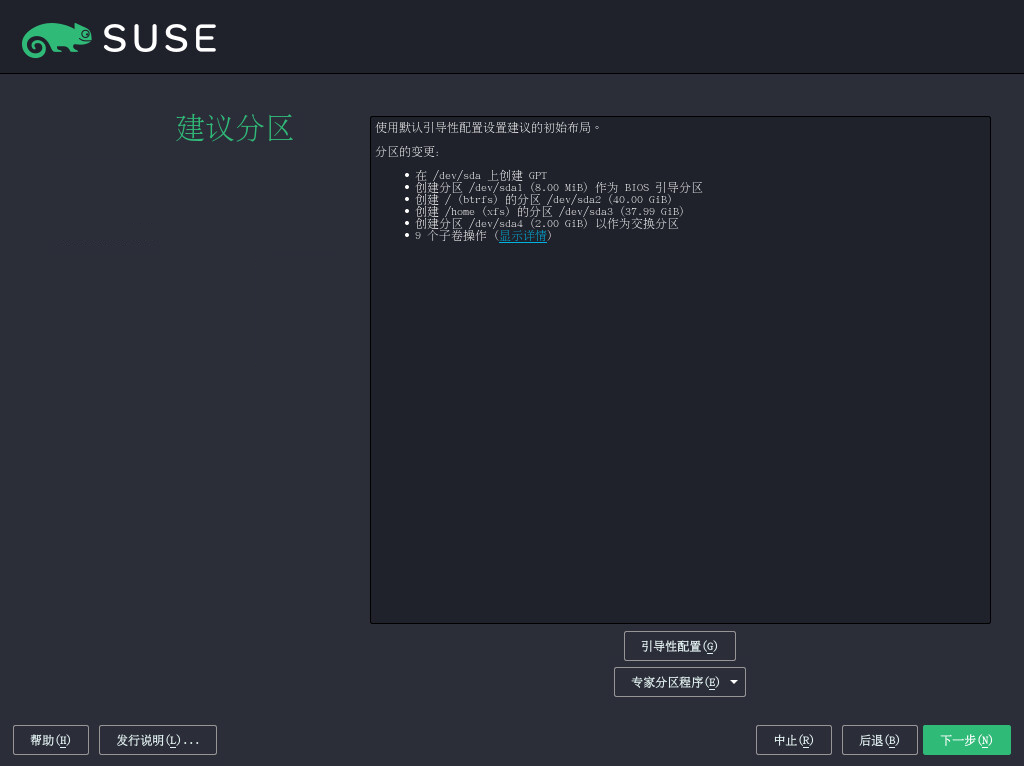 SUSE
建议分区
使用默认引导性配置设置建议的初始布局。
分区的变更:
• 在 /dev/sda 上创建 GPT
• 创建分区 /dev/sda1 (8.00 MiB) 作为 BIOS 引导分区
• 创建 / (btrfs) 的分区 /dev/sda2 (40.00 GiB)
• 创建 /home (xfs) 的分区 /dev/sda3 (37.99 GiB)
• 创建分区 /dev/sda4 (2.00 GiB) 以作为交换分区
• 9 个子卷操作 (显示详情)
引导性配置(G)
专家分区程序(E)
帮助(H) 发行说明(L)... 中止(R) 后退(B) 下一步(N)